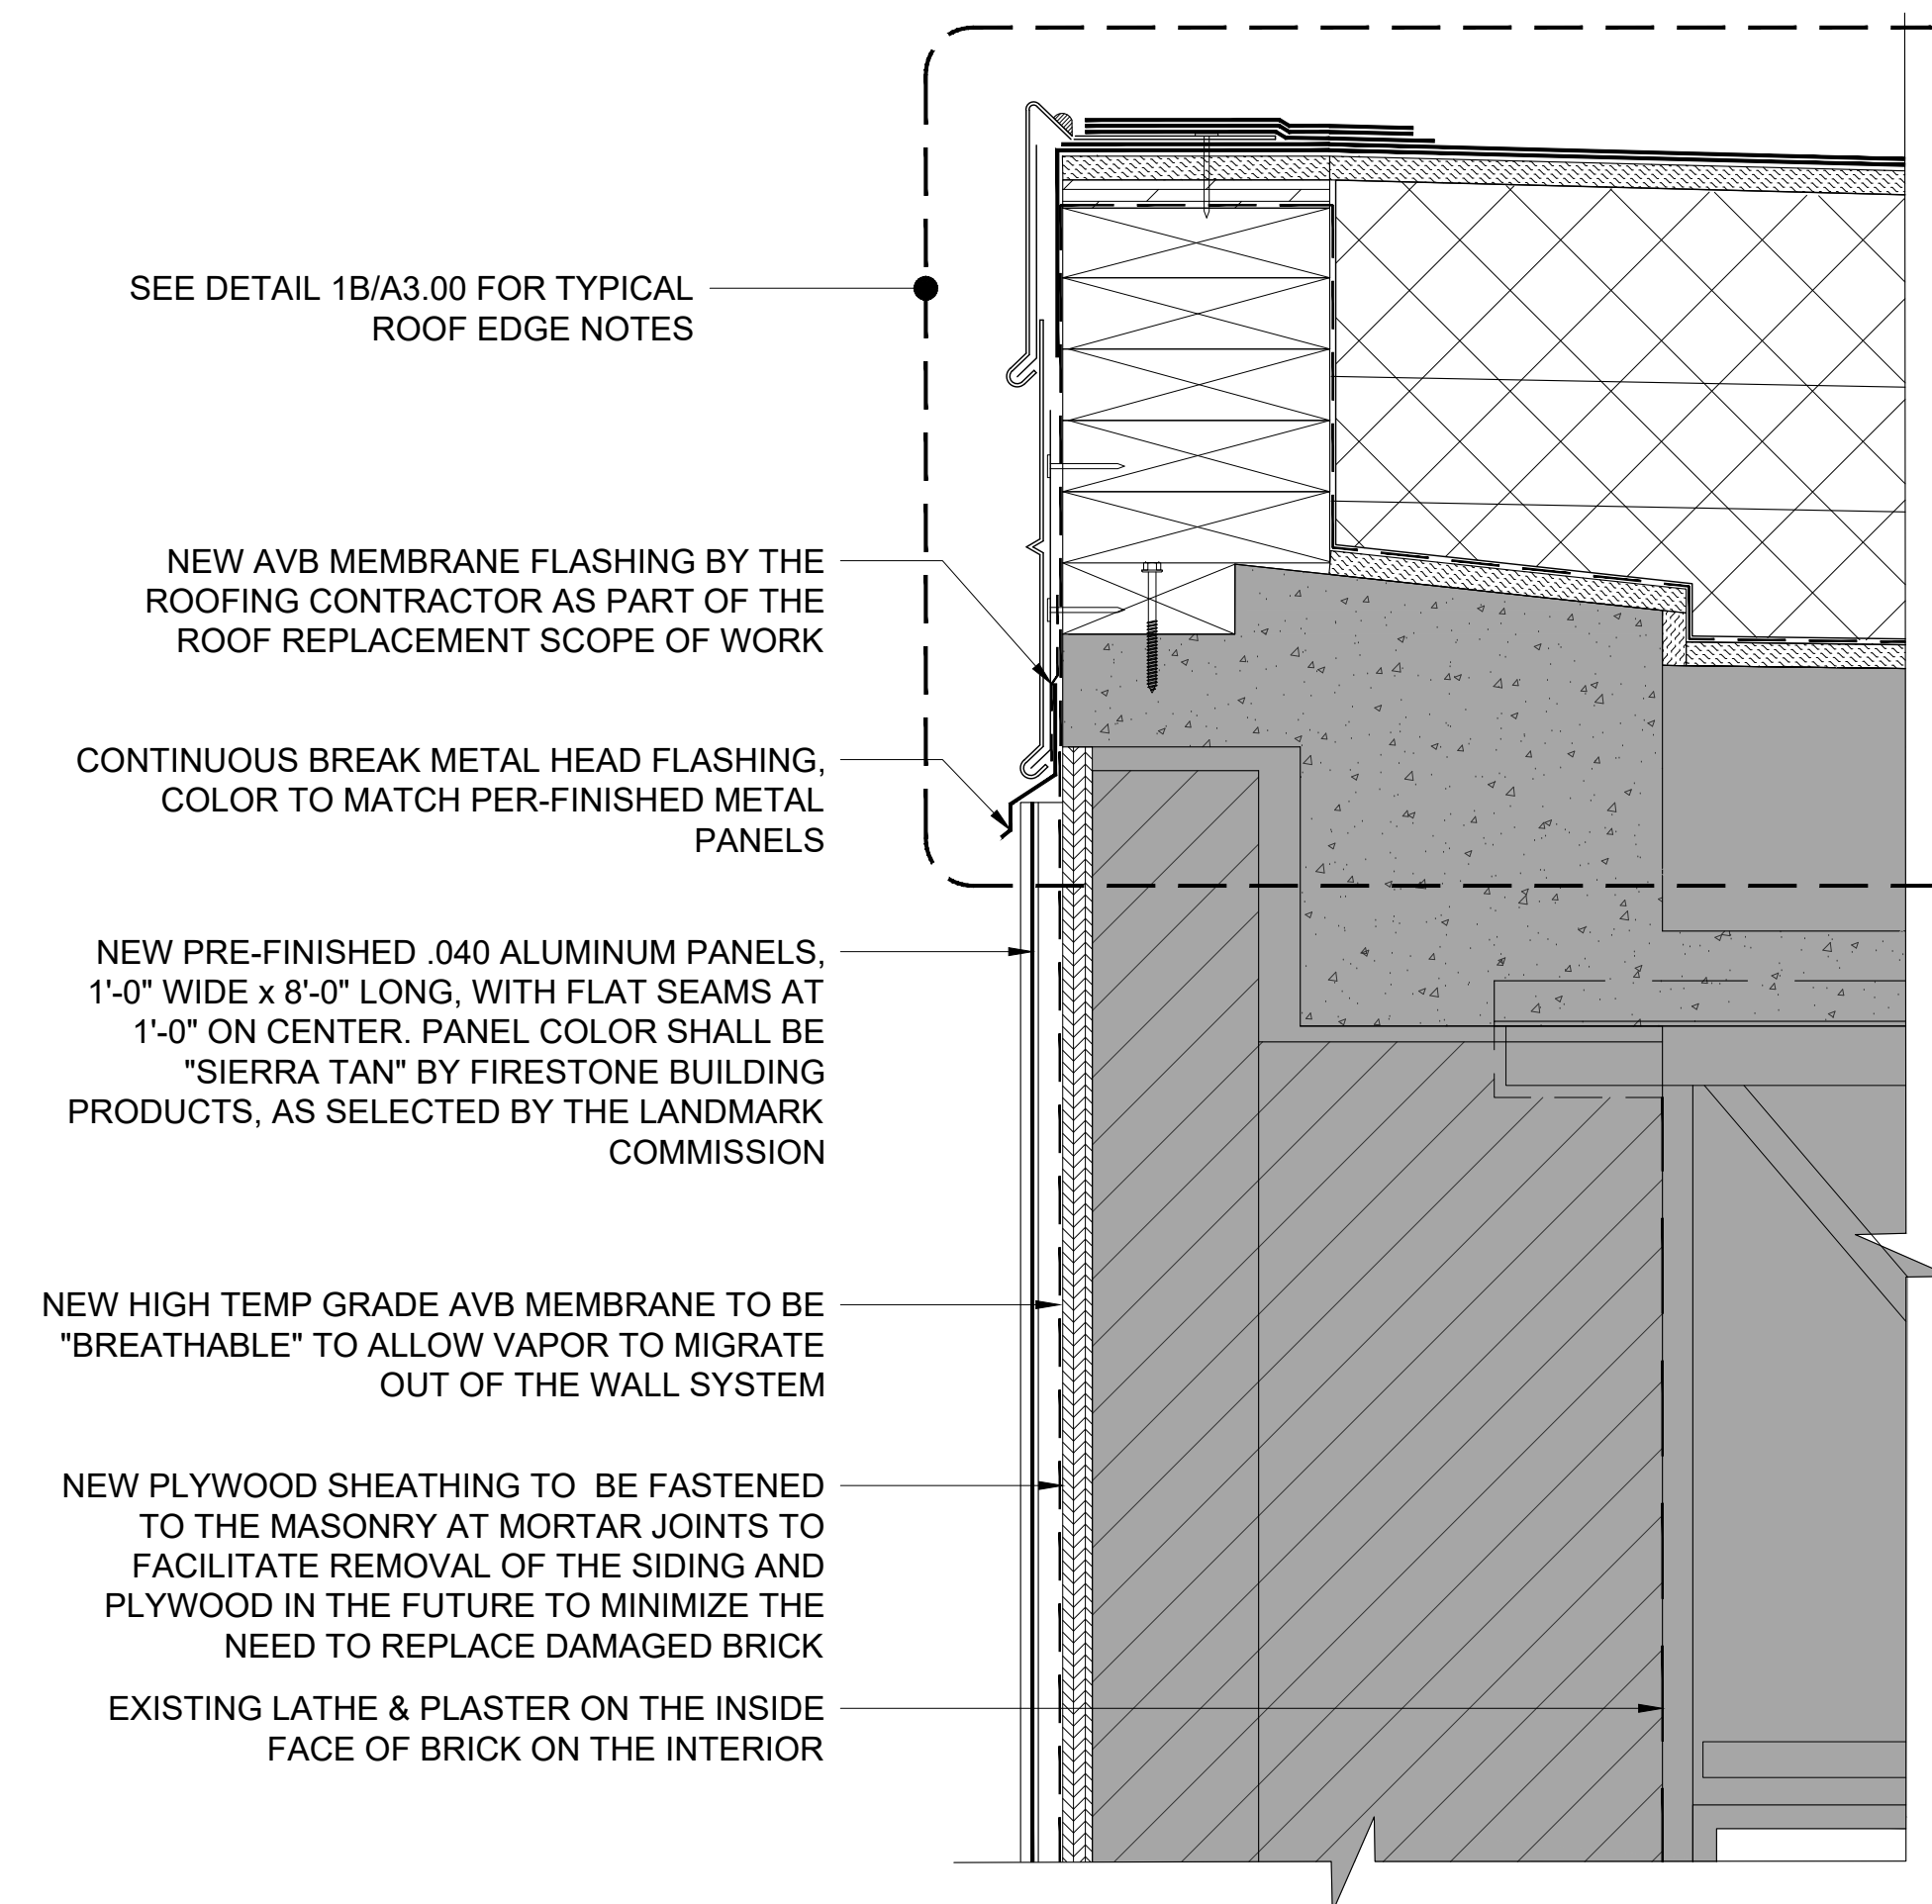 SEE DETAIL 1B/A3.00 FOR TYPICAL
ROOF EDGE NOTES
NEW AVB MEMBRANE FLASHING BY THE
ROOFING CONTRACTOR AS PART OF THE
ROOF REPLACEMENT SCOPE OF WORK
CONTINUOUS BREAK METAL HEAD FLASHING,
COLOR TO MATCH PER-FINISHED METAL
PANELS
NEW PRE-FINISHED .040 ALUMINUM PANELS,
1'-0" WIDE x 8'-0" LONG, WITH FLAT SEAMS AT
1'-0" ON CENTER. PANEL COLOR SHALL BE
"SIERRA TAN" BY FIRESTONE BUILDING
PRODUCTS, AS SELECTED BY THE LANDMARK
COMMISSION
NEW HIGH TEMP GRADE AVB MEMBRANE TO BE
"BREATHABLE" TO ALLOW VAPOR TO MIGRATE
OUT OF THE WALL SYSTEM
NEW PLYWOOD SHEATHING TO  BE FASTENED
TO THE MASONRY AT MORTAR JOINTS TO
FACILITATE REMOVAL OF THE SIDING AND
PLYWOOD IN THE FUTURE TO MINIMIZE THE
NEED TO REPLACE DAMAGED BRICK
EXISTING LATHE & PLASTER ON THE INSIDE
FACE OF BRICK ON THE INTERIOR